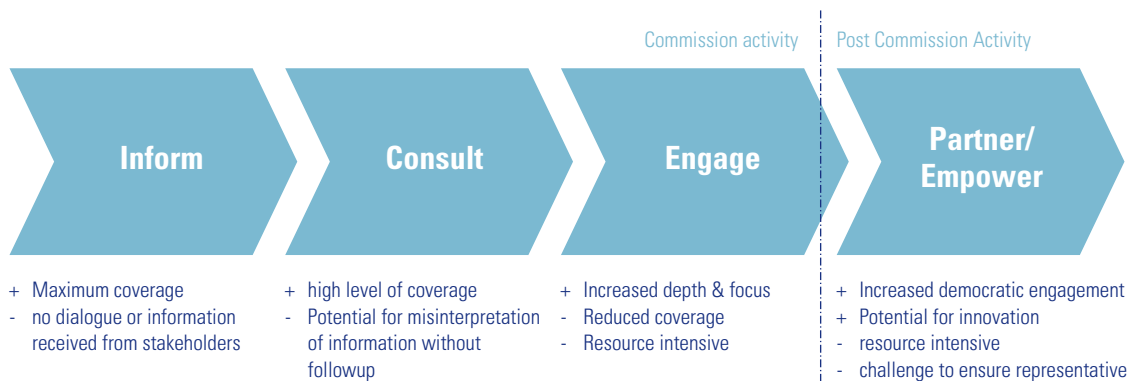 Commission activity
Post Commission Activity
Inform
Consult
Engage
Partner/
Empower
+ Maximum coverage
- no dialogue or information
received from stakeholders
+ high level of coverage
- Potential for misinterpretation
of information without
followup
+ Increased depth & focus
- Reduced coverage
- Resource intensive
+ Increased democratic engagement
+ Potential for innovation
- resource intensive
- challenge to ensure representative